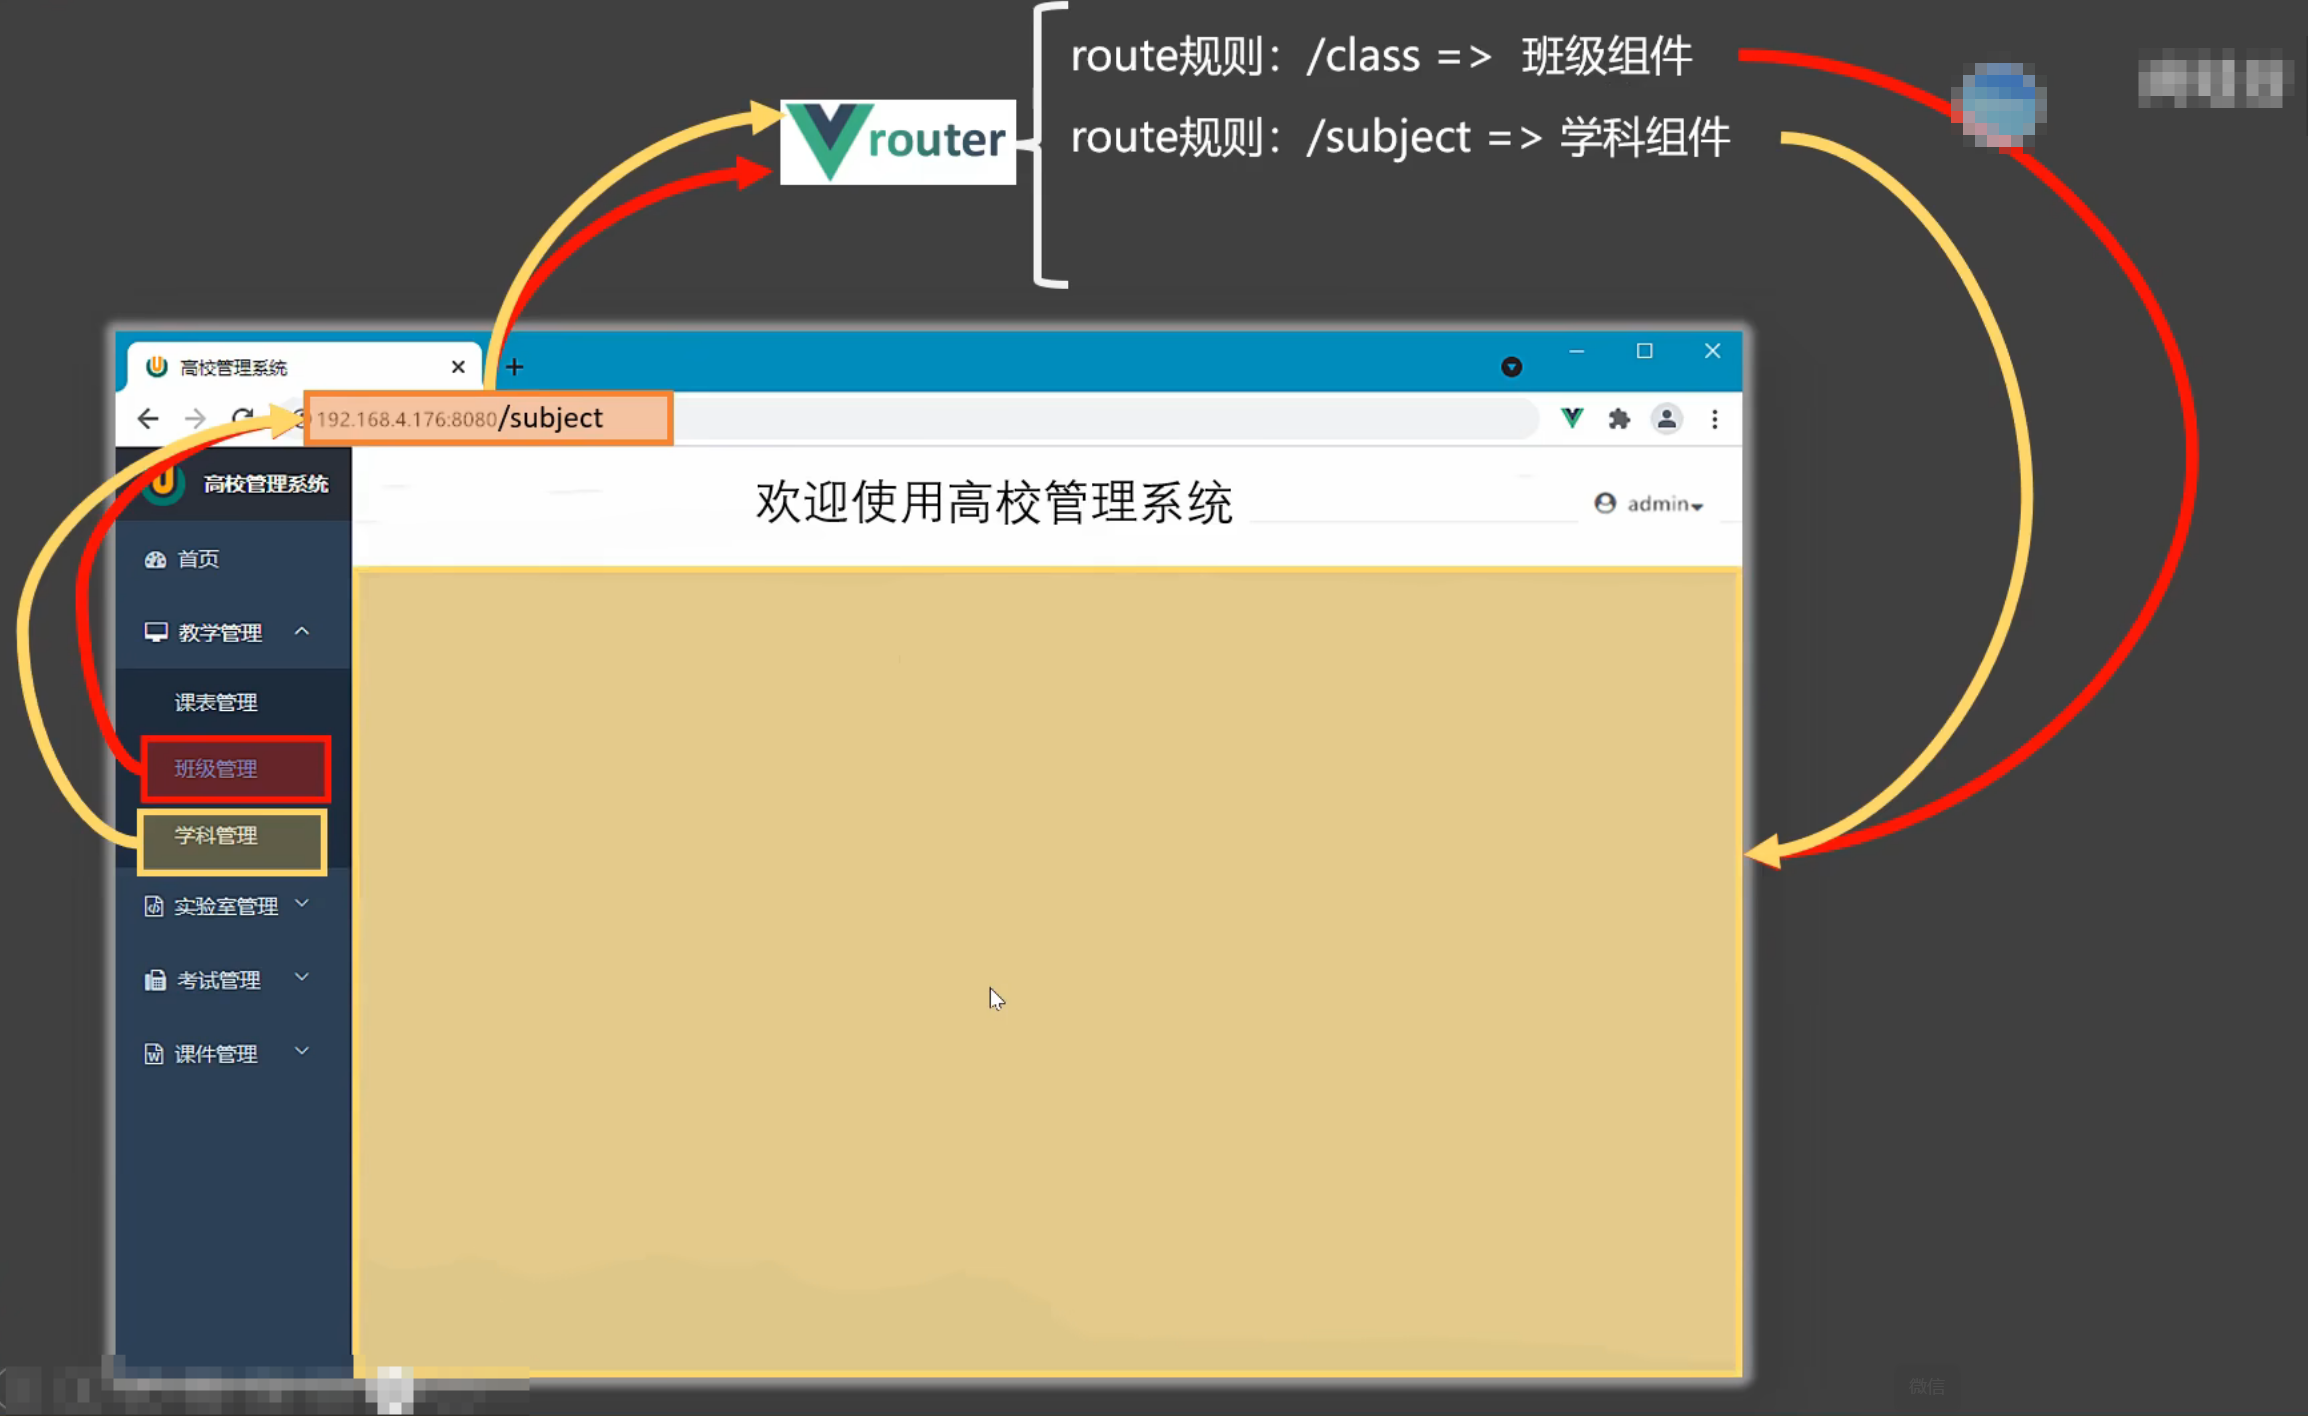 route规则：/class => 班级组件
route规则：/subject => 学科组件
router
高校管理系统
192.168.4.176:8080/subject
高校管理系统
欢迎使用高校管理系统
admin
首页
教学管理
课表管理
班级管理
学科管理
实验室管理
考试管理
课件管理
微信